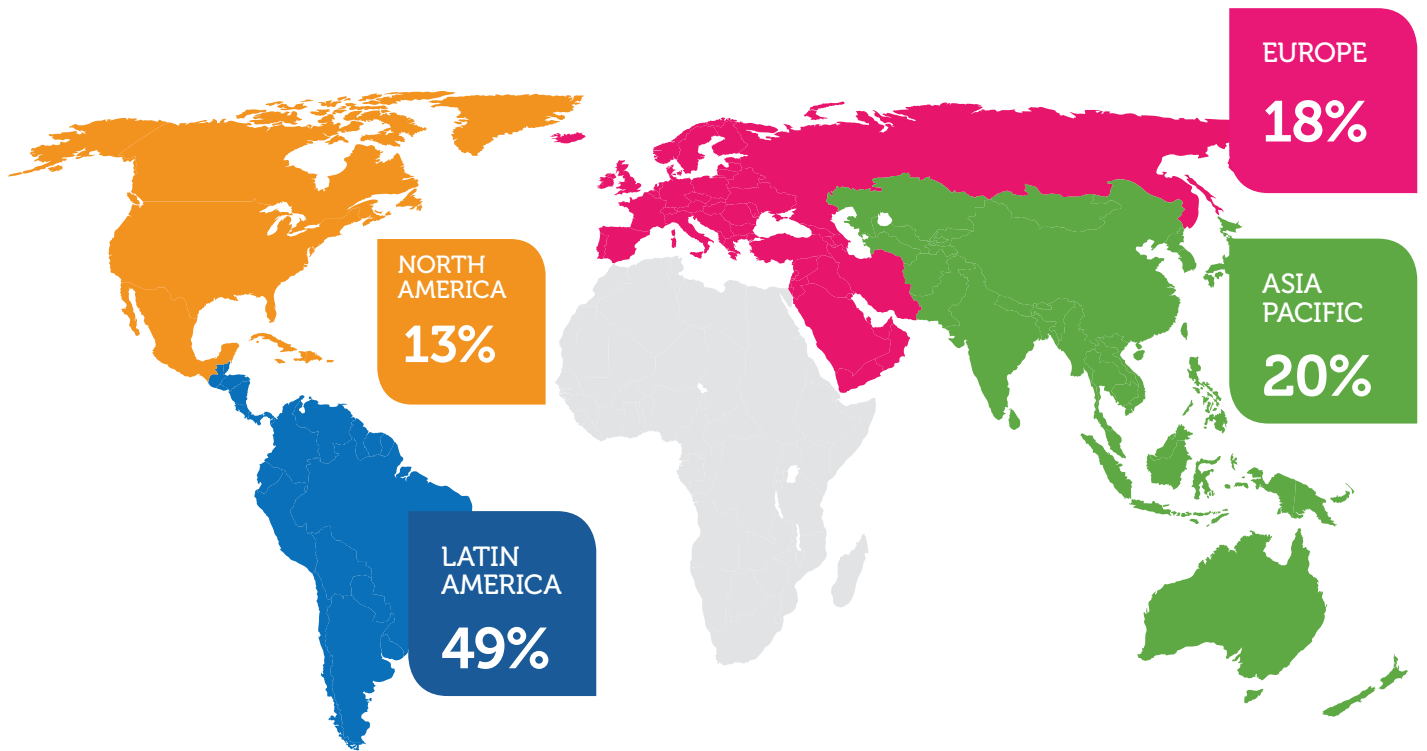 EUROPE
18%
NORTH
AMERICA
13%
ASIA
PACIFIC
20%
LATIN
AMERICA
49%